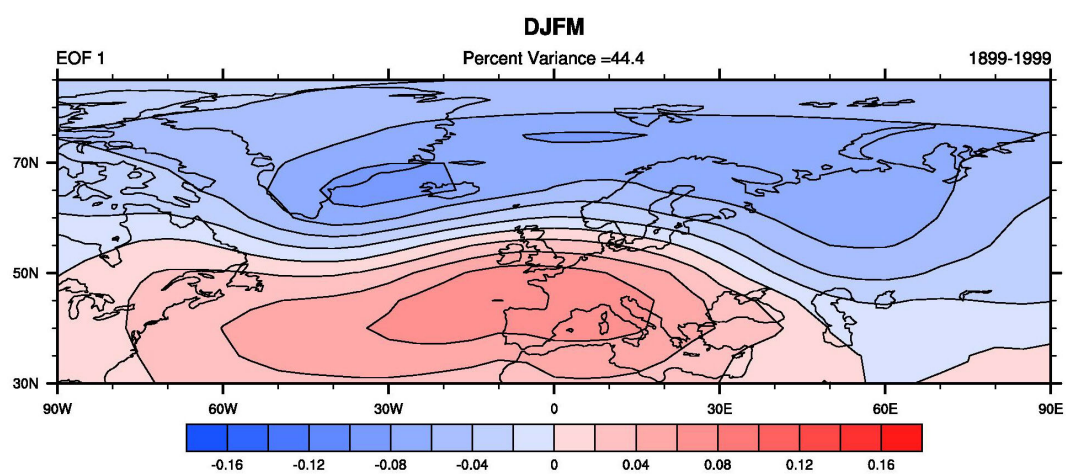 DJFM
EOF 1 Percent Variance =44.4 1899-1999
70N
50N
30N
90W 60W 30W 0 30E 60E 90E
-0.16 -0.12 -0.08 -0.04 0 0.04 0.08 0.12 0.16